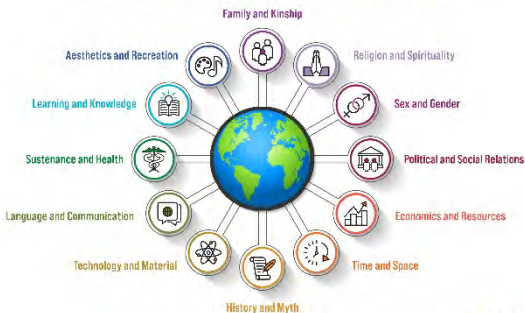 Family and Kinship
Aesthetics and Recreation
Religion and Spirituality
Learning and Knowledge
Sex and Gender
Sustenance and Health
Political and Social Relations
Language and Communication
Economics and Resources
Technology and Material
Time and Space
History and Myth